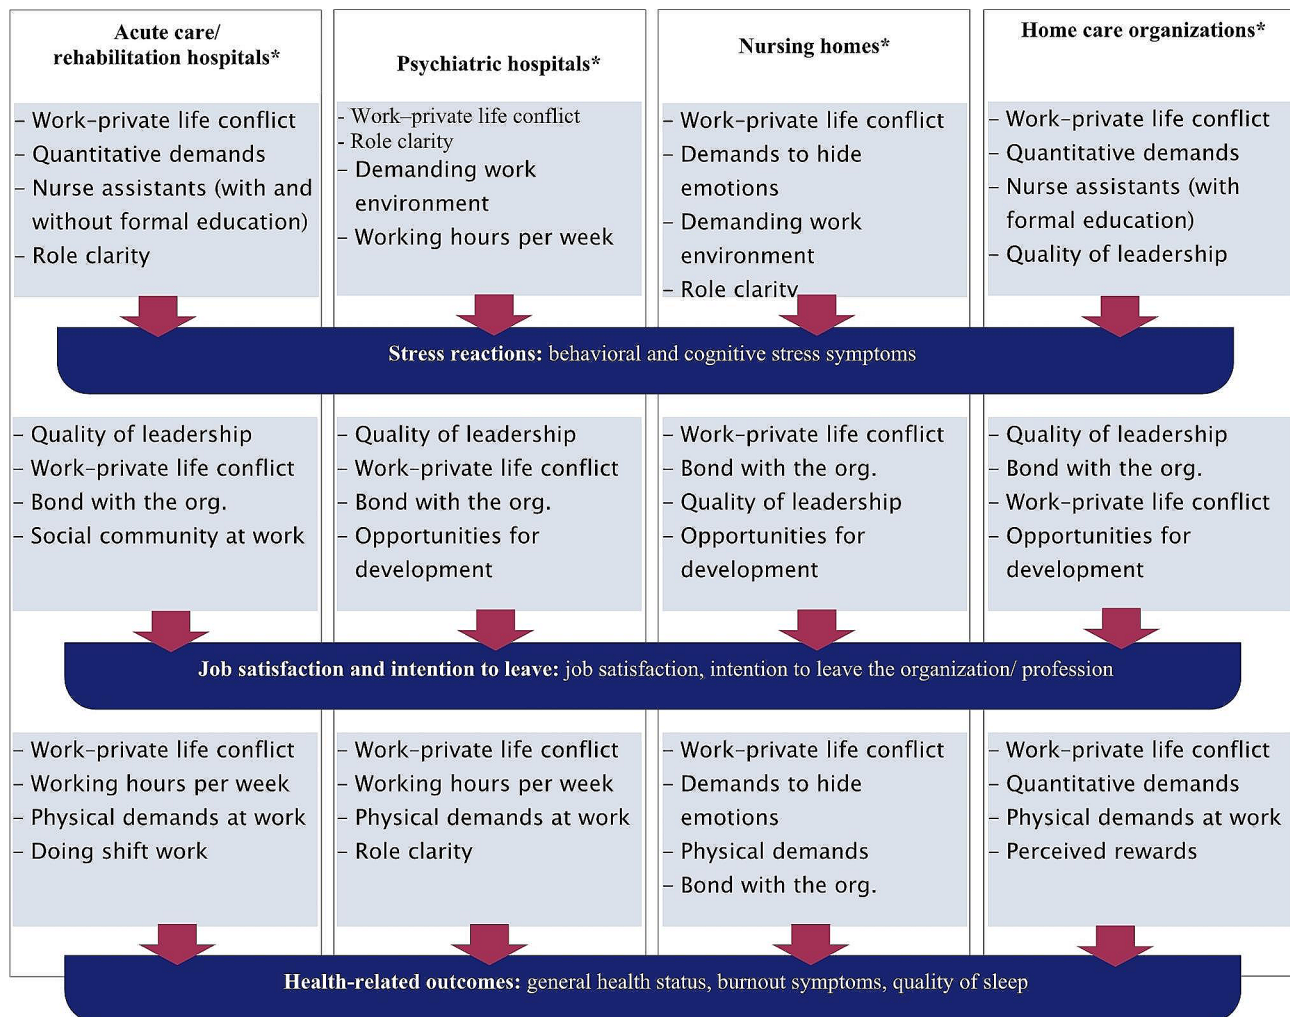 Acute care/
rehabilitation hospitals*
Psychiatric hospitals*
Nursing homes*
Home care organizations*
– Work–private life conflict
– Quantitative demands
– Nurse assistants (with and
without formal education)
– Role clarity
- Work–private life conflict
- Role clarity
– Demanding work
environment
– Working hours per week
– Work–private life conflict
– Demands to hide
emotions
– Demanding work
environment
– Role clarity
– Work–private life conflict
– Quantitative demands
– Nurse assistants (with
formal education)
– Quality of leadership
Stress reactions: behavioral and cognitive stress symptoms
– Quality of leadership
– Work–private life conflict
– Bond with the org.
– Social community at work
– Quality of leadership
– Work–private life conflict
– Bond with the org.
– Opportunities for
development
– Work–private life conflict
– Bond with the org.
– Quality of leadership
– Opportunities for
development
– Quality of leadership
– Bond with the org.
– Work–private life conflict
– Opportunities for
development
Job satisfaction and intention to leave: job satisfaction, intention to leave the organization/ profession
– Work–private life conflict
– Working hours per week
– Physical demands at work
– Doing shift work
– Work–private life conflict
– Working hours per week
– Physical demands at work
– Role clarity
– Work–private life conflict
– Demands to hide
emotions
– Physical demands
– Bond with the org.
– Work–private life conflict
– Quantitative demands
– Physical demands at work
– Perceived rewards
Health-related outcomes: general health status, burnout symptoms, quality of sleep